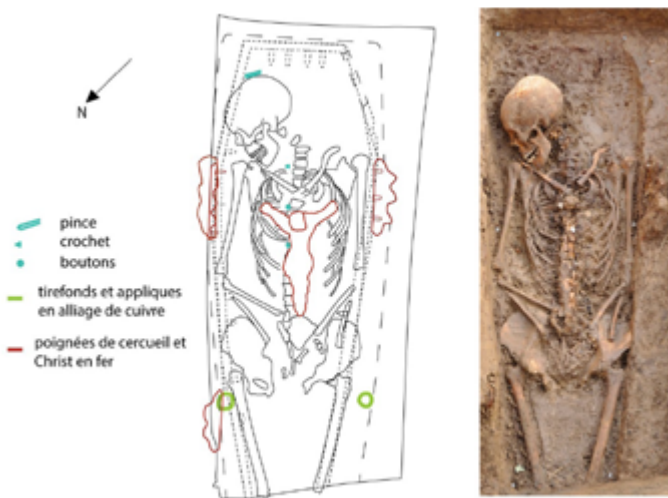 N
pince
crochet
boutons
tirefonds et appliques
en alliage de cuivre
poignées de cercueil et
Christ en fer